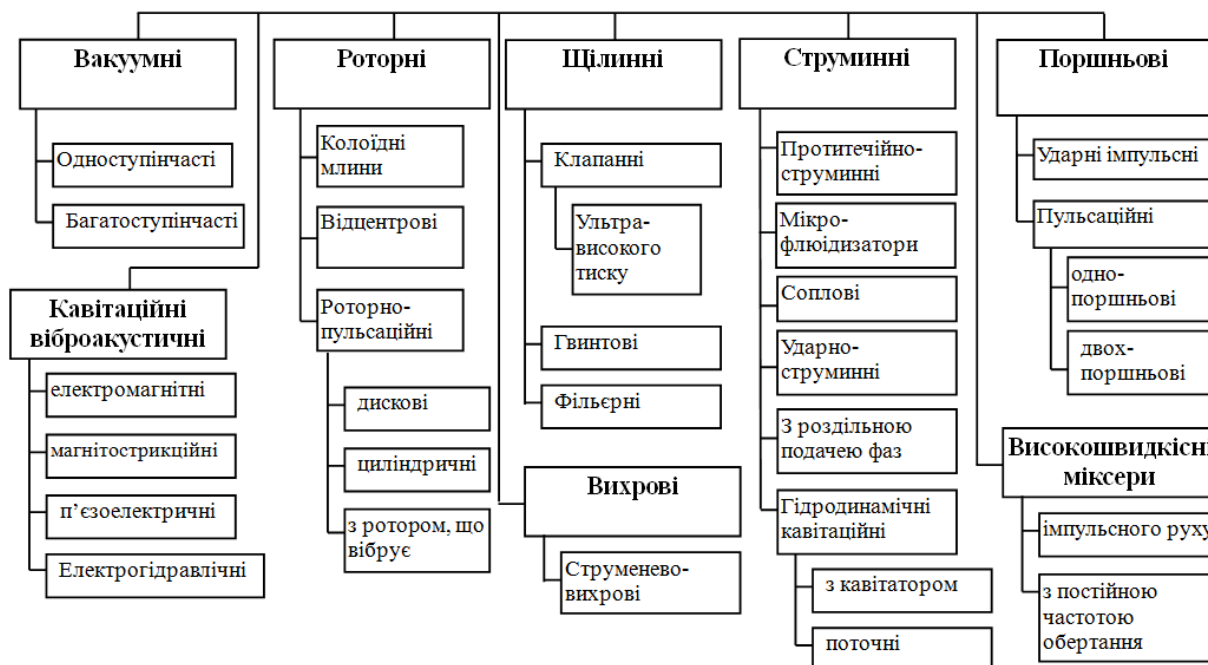 Вакуумні
Одноступінчасті
Багатоступінчасті
Кавітаційні
віброакустичні
електромагнітні
магнітострикційні
п’єзоелектричні
Електрогідравлічні
Роторні
Колоїдні
млини
Відцентрові
Роторно-
пульсаційні
дискові
циліндричні
з ротором, що
вібрує
Щілинні
Клапанні
Ультра-
високого
тиску
Гвинтові
Фільєрні
Вихрові
Струменево-
вихрові
Струминні
Протитечійно-
струминні
Мікро-
флюідизатори
Соплові
Ударно-
струминні
З роздільною
подачею фаз
Гідродинамічні
кавітаційні
з кавітатором
поточні
Поршньові
Ударні імпульсні
Пульсаційні
одно-
поршньові
двох-
поршньові
Високошвидкісні
міксери
імпульсного руху
з постійною
частотою
обертання